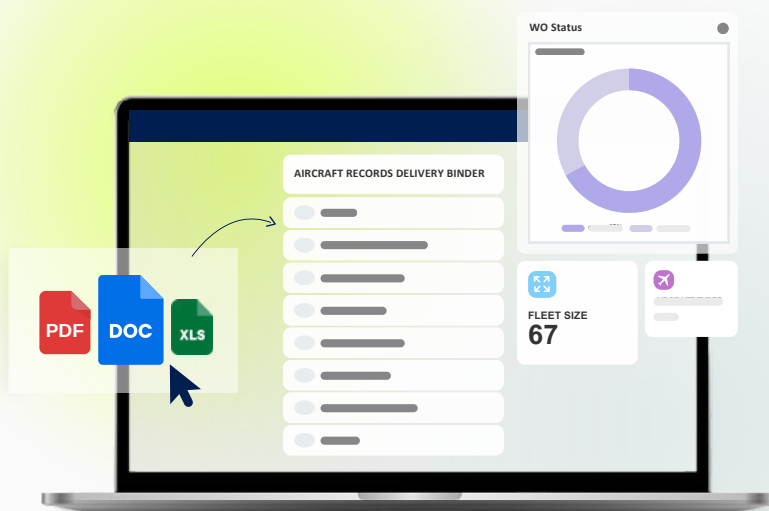 WO Status
AIRCRAFT RECORDS DELIVERY BINDER
PDF
DOC
XLS
FLEET SIZE
67